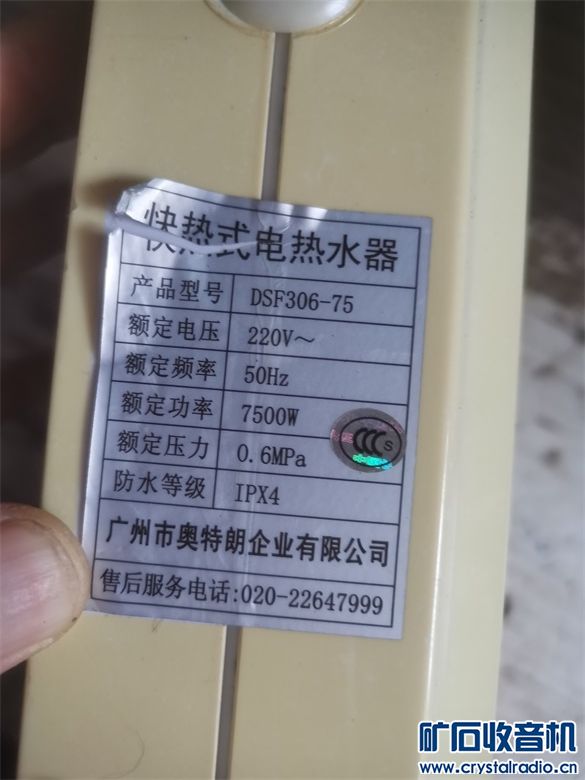 快热式电热水器
产品型号 DSF306-75
额定电压 220V～
额定频率 50Hz
额定功率 7500W
额定压力 0.6MPa
防水等级 IPX4
CCC S
广州市奥特朗企业有限公司
售后服务电话:020-22647999
矿石收音机
www.crystalradio.cn